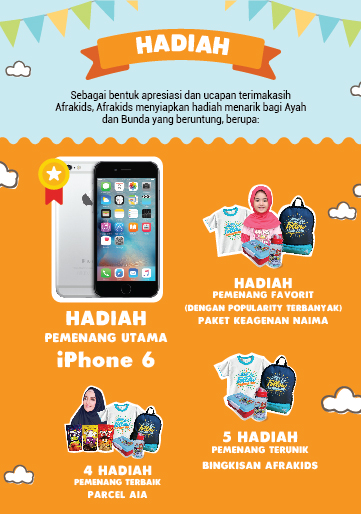 HADIAH
Sebagai bentuk apresiasi dan ucapan terimakasih
Afrakids, Afrakids menyiapkan hadiah menarik bagi Ayah
dan Bunda yang beruntung, berupa:
HADIAH
PEMENANG UTAMA
iPhone 6
HADIAH
PEMENANG FAVORIT
(DENGAN POPULARITY TERBANYAK)
PAKET KEAGENAN NAIMA
4 HADIAH
PEMENANG TERBAIK
PARCEL AIA
5 HADIAH
PEMENANG TERUNIK
BINGKISAN AFRAKIDS